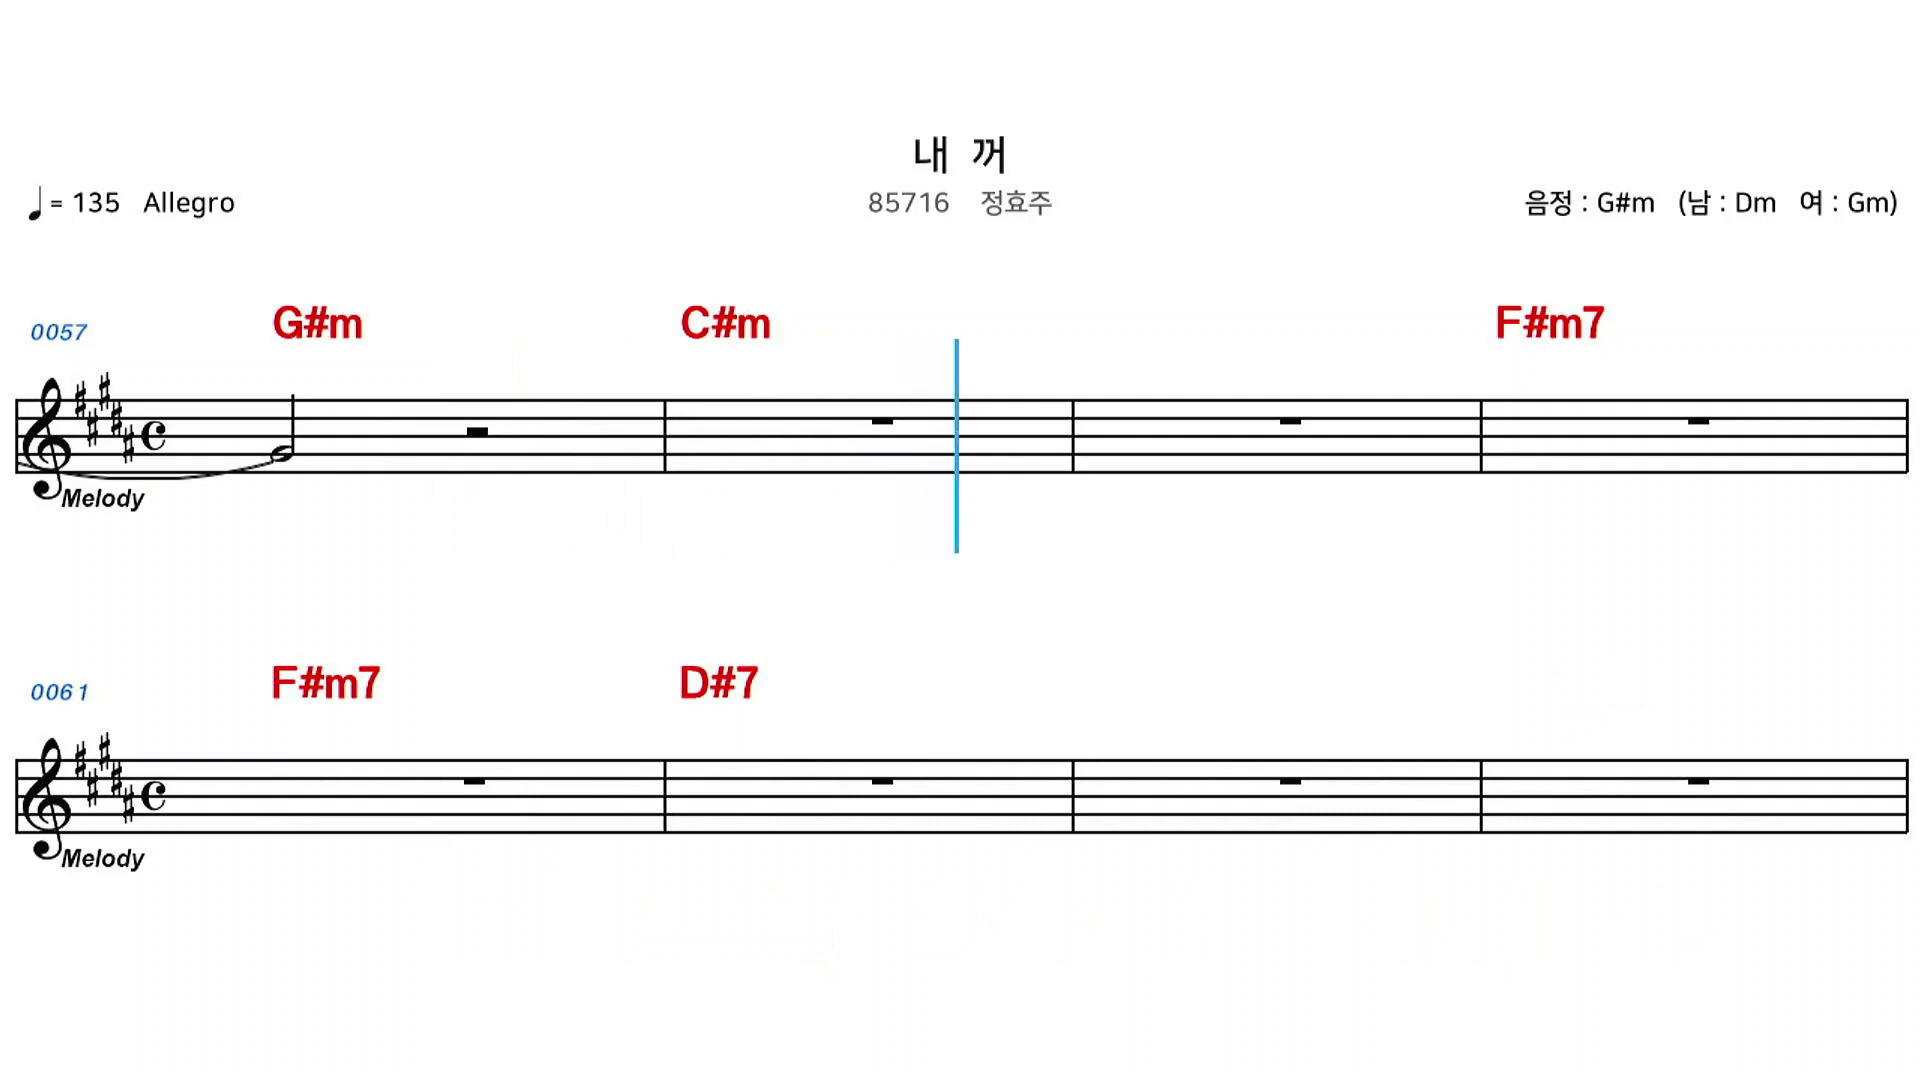 내 꺼
♩= 135 Allegro 85716 정효주 음정 : G#m (남 : Dm 여 : Gm)
0057 G#m C#m F#m7
Melody
0061 F#m7 D#7
Melody